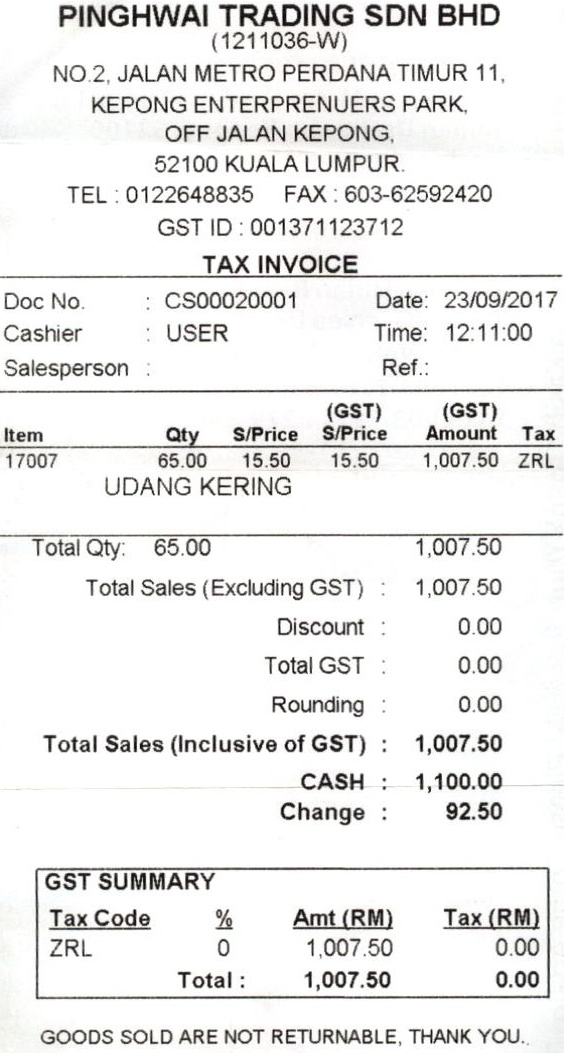 PINGHWAI TRADING SDN BHD
(1211036-W)
NO.2, JALAN METRO PERDANA TIMUR 11,
KEPONG ENTERPRENUERS PARK,
OFF JALAN KEPONG,
52100 KUALA LUMPUR.
TEL : 0122648835 FAX : 603-62592420
GST ID : 001371123712
TAX INVOICE
Doc No. : CS00020001 Date: 23/09/2017
Cashier : USER Time: 12:11:00
Salesperson : Ref.:
(GST) (GST)
Item Qty S/Price S/Price Amount Tax
17007 65.00 15.50 15.50 1,007.50 ZRL
UDANG KERING
Total Qty: 65.00 1,007.50
Total Sales (Excluding GST) : 1,007.50
Discount : 0.00
Total GST : 0.00
Rounding : 0.00
Total Sales (Inclusive of GST) : 1,007.50
CASH : 1,100.00
Change : 92.50
GST SUMMARY
Tax Code % Amt (RM) Tax (RM)
ZRL 0 1,007.50 0.00
Total : 1,007.50 0.00
GOODS SOLD ARE NOT RETURNABLE, THANK YOU.